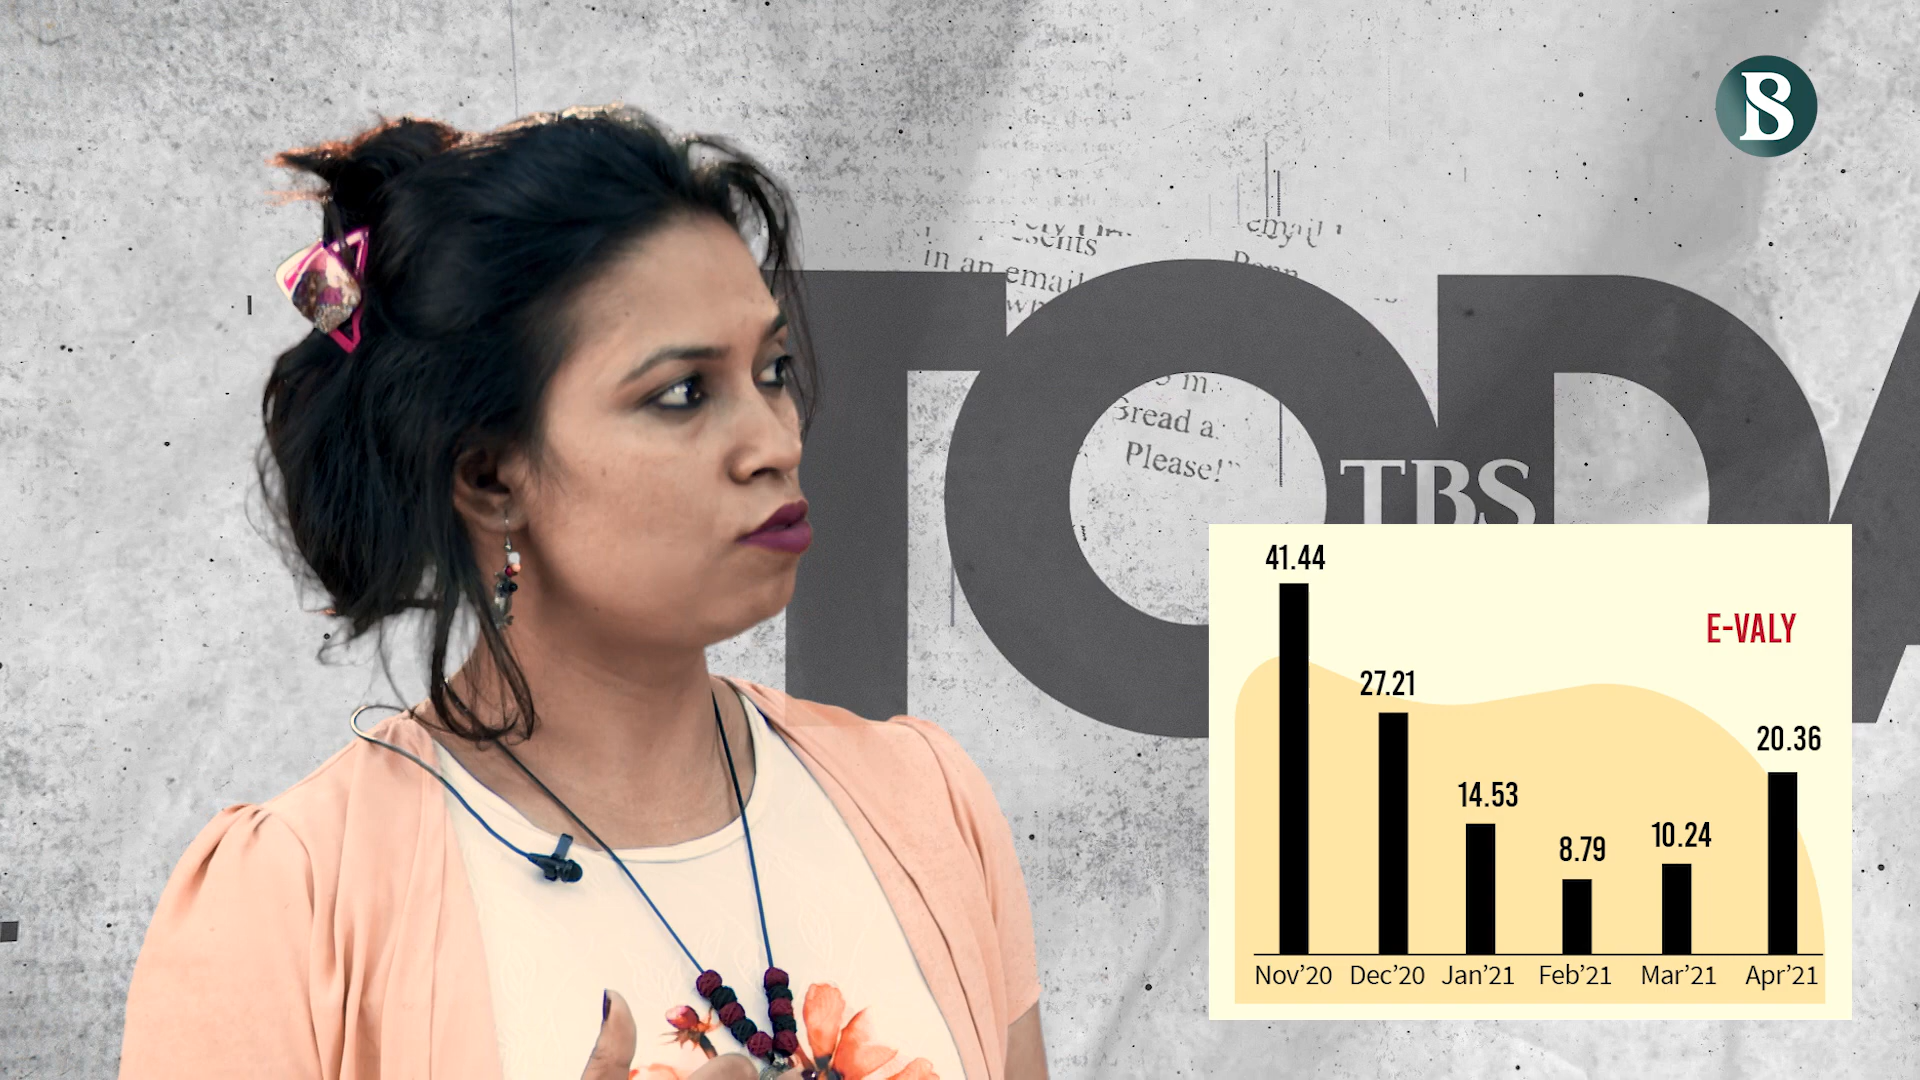 in an email
TODA
Please!"
TBS
41.44
E-VALY
27.21
20.36
14.53
10.24
8.79
Nov'20 Dec'20 Jan'21 Feb'21 Mar'21 Apr'21